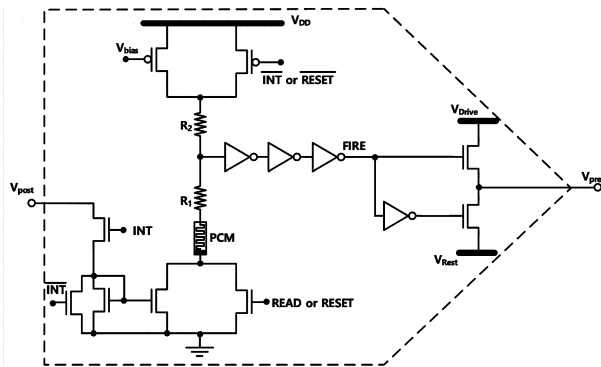 VDD
Vbias
INT or RESET
R2
VDrive
FIRE
Vpre
R1
Vpost
INT
PCM
VRest
INT
READ or RESET